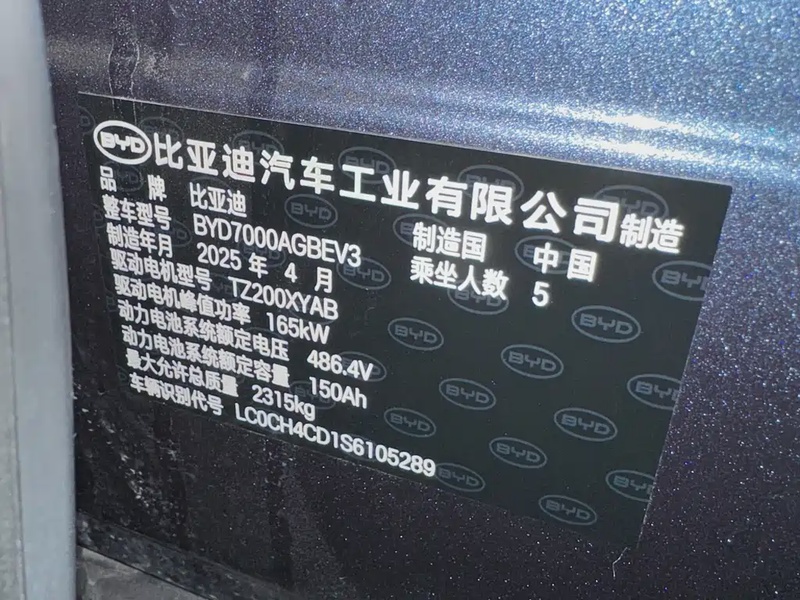 BYD 比亚迪汽车工业有限公司制造
品牌 比亚迪 制造国 中国
整车型号 BYD7000AGBEV3 乘坐人数 5
制造年月 2025 年 4 月
驱动电机型号 TZ200XYAB
驱动电机峰值功率 165kW
动力电池系统额定电压 486.4V
动力电池系统额定容量 150Ah
最大允许总质量 2315kg
车辆识别代号 LC0CH4CD1S6105289